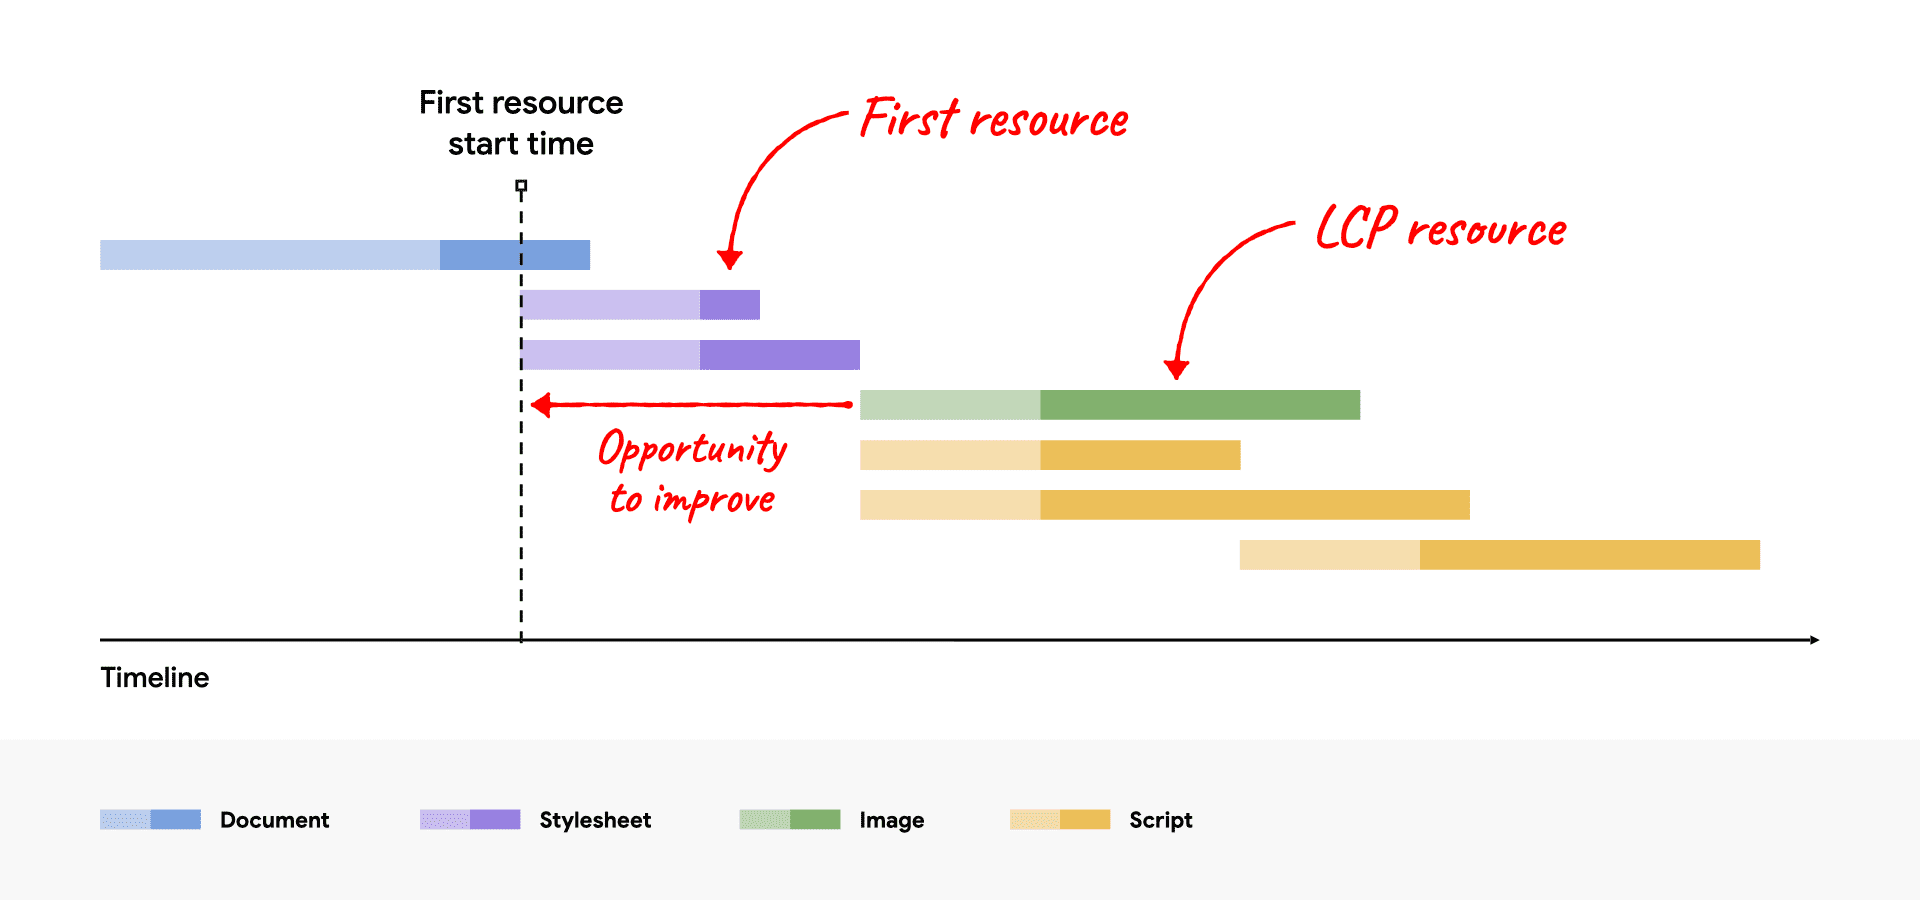 First resource
start time
First resource
LCP resource
Opportunity
to improve
Timeline
Document
Stylesheet
Image
Script